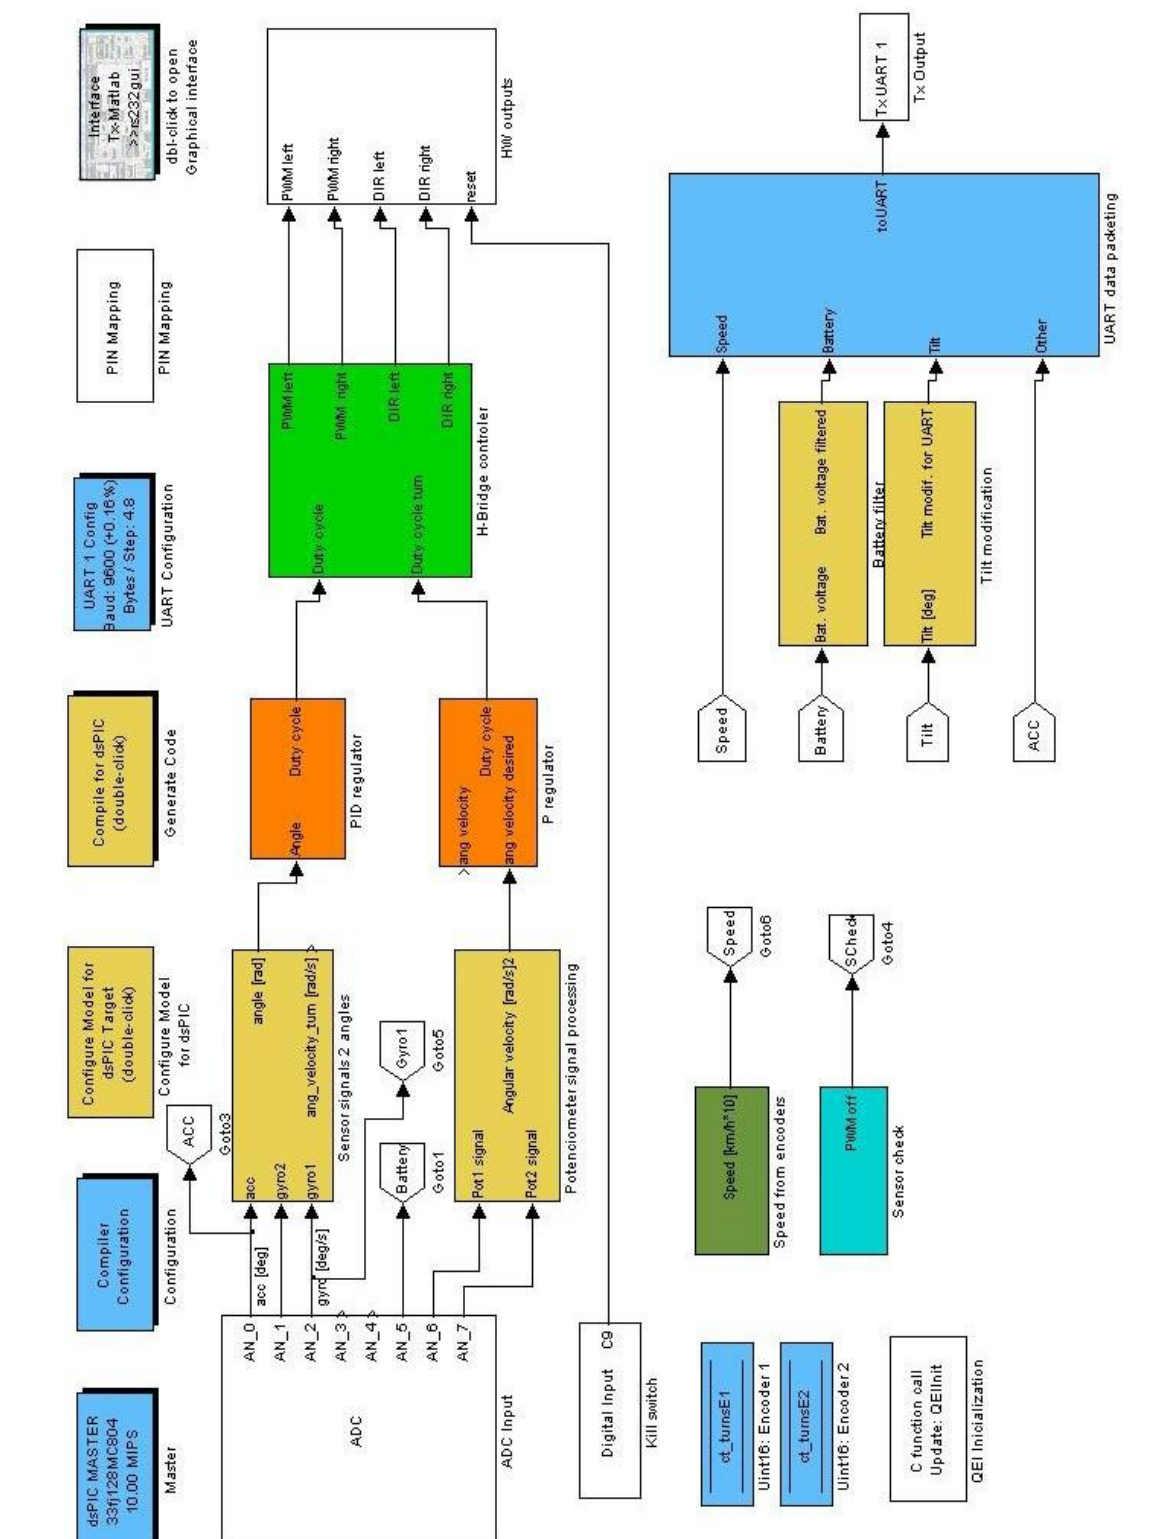 dsPIC MASTER
33fj128MC804
10.00 MIPS
Master
Compiler
Configuration
Configuration
Configure Model for
dsPIC Target
(double-click)
Configure Model
for dsPIC
Compile for dsPIC
(double-click)
Generate Code
UART 1 Config
Baud: 9600 (+0.16%)
Bytes / Step: 4.8
UART Configuration
PIN Mapping
PIN Mapping
Interface
Tx-Matlab
>>rs232gui
dbl-click to open
Graphical interface
ADC
AN_0
AN_1
AN_2
AN_3
AN_4
AN_5
AN_6
AN_7
ADC Input
acc [deg]
gyro [deg/s]
ACC
Goto3
acc
gyro2
gyro1
angle [rad]
ang_velocity_turn [rad/s]
Sensor signals 2 angles
Gyro1
Goto5
Battery
Goto1
Pot1 signal
Pot2 signal
Angular velocity [rad/s]2
Potenciometer signal processing
Angle
Duty cycle
PID regulator
ang velocity
Duty cycle
ang velocity desired
P regulator
Duty cycle
Duty cycle turn
PWM left
PWM right
DIR left
DIR right
H-Bridge controler
PWM left
PWM right
DIR left
DIR right
reset
HW outputs
Digital Input
C9
Kill switch
ct_turnsE1
Uint16: Encoder 1
ct_turnsE2
Uint16: Encoder 2
C function call
Update: QEIInit
QEI Inicialization
Speed [km/h*10]
Speed from encoders
Speed
Goto6
PWM off
Sensor check
SCheck
Goto4
Speed
Battery
Tilt
ACC
Bat. voltage
Bat. voltage filtered
Battery filter
Tilt [deg]
Tilt modif. for UART
Tilt modification
Speed
Battery
Tilt
Other
toUART
UART data packeting
Tx UART 1
Tx Output